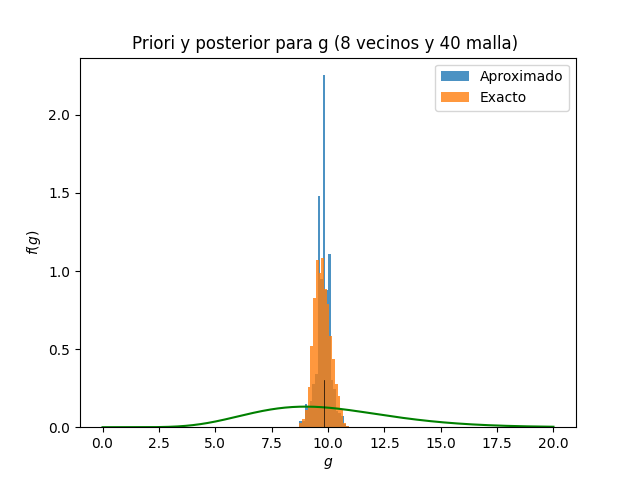 Priori y posterior para g (8 vecinos y 40 malla)
Aproximado
Exacto
f(g)
2.0
1.5
1.0
0.5
0.0
0.0 2.5 5.0 7.5 10.0 12.5 15.0 17.5 20.0
g